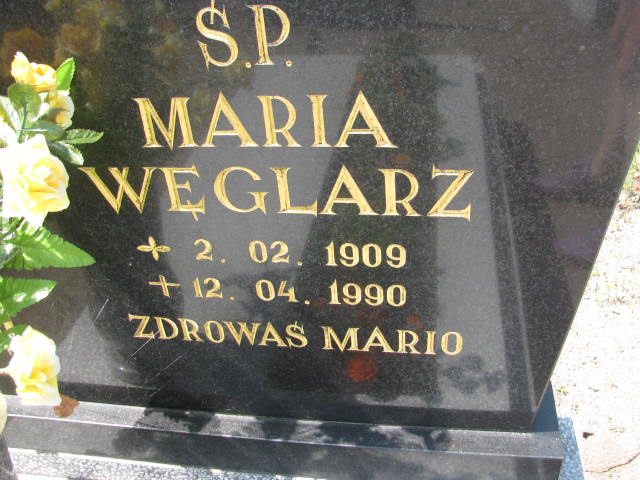 Ś.P.
MARIA
WĘGLARZ
2. 02. 1909
12. 04. 1990
ZDROWAŚ MARIO